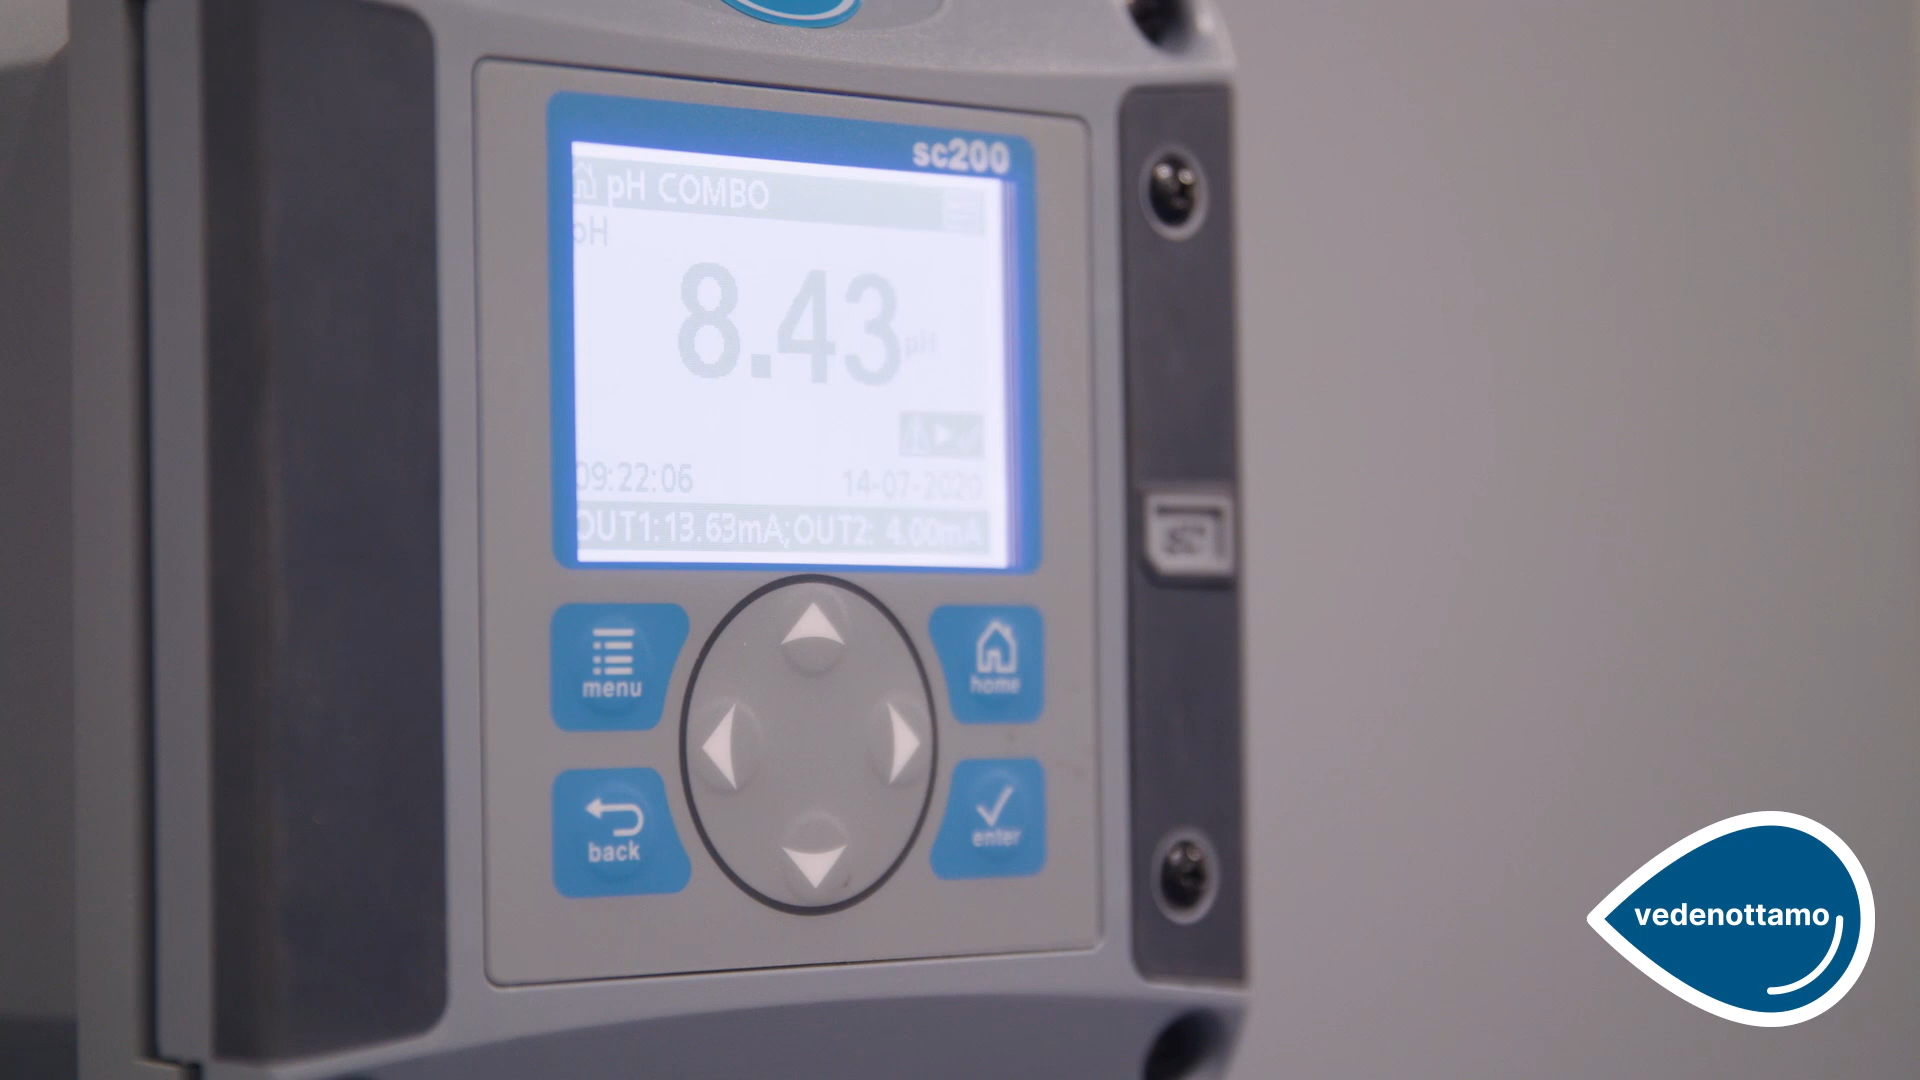 sc200
pH COMBO
pH
8.43 pH
09:22:06 14-07-2020
OUT1:13.63mA;OUT2: 4.00mA
menu
home
back
enter
vedenottamo